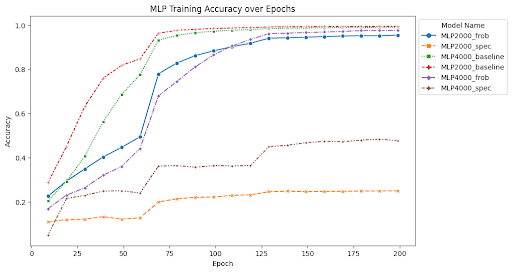 MLP Training Accuracy over Epochs
Model Name
MLP2000_frob
MLP2000_spec
MLP4000_baseline
MLP2000_baseline
MLP4000_frob
MLP4000_spec
Accuracy
1.0
0.8
0.6
0.4
0.2
0
25
50
75
100
125
150
175
200
Epoch